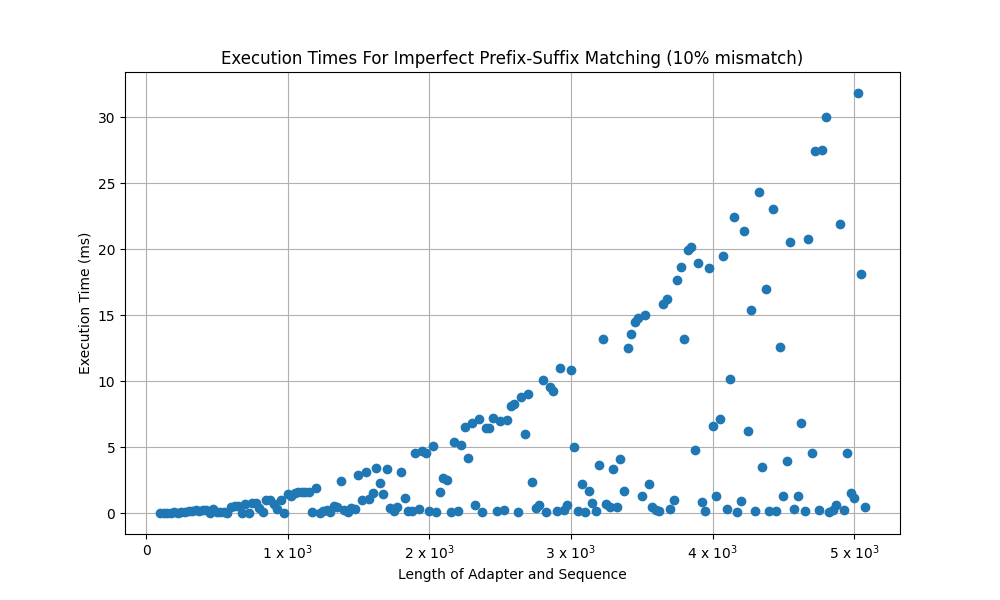 Execution Times For Imperfect Prefix-Suffix Matching (10% mismatch)
30
25
20
15
10
5
0
Execution Time (ms)
0
1 x 10³
2 x 10³
3 x 10³
4 x 10³
5 x 10³
Length of Adapter and Sequence